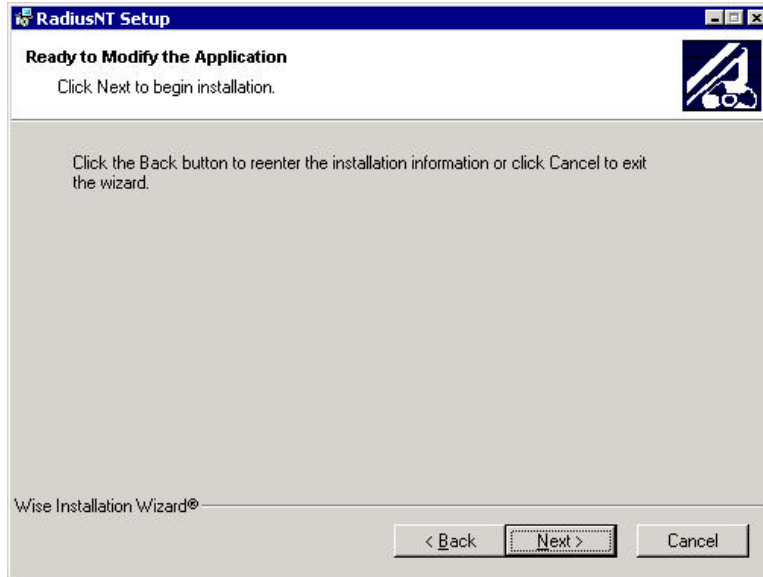 RadiusNT Setup
Ready to Modify the Application
Click Next to begin installation.
Click the Back button to reenter the installation information or click Cancel to exit
the wizard.
Wise Installation Wizard®
< Back Next > Cancel